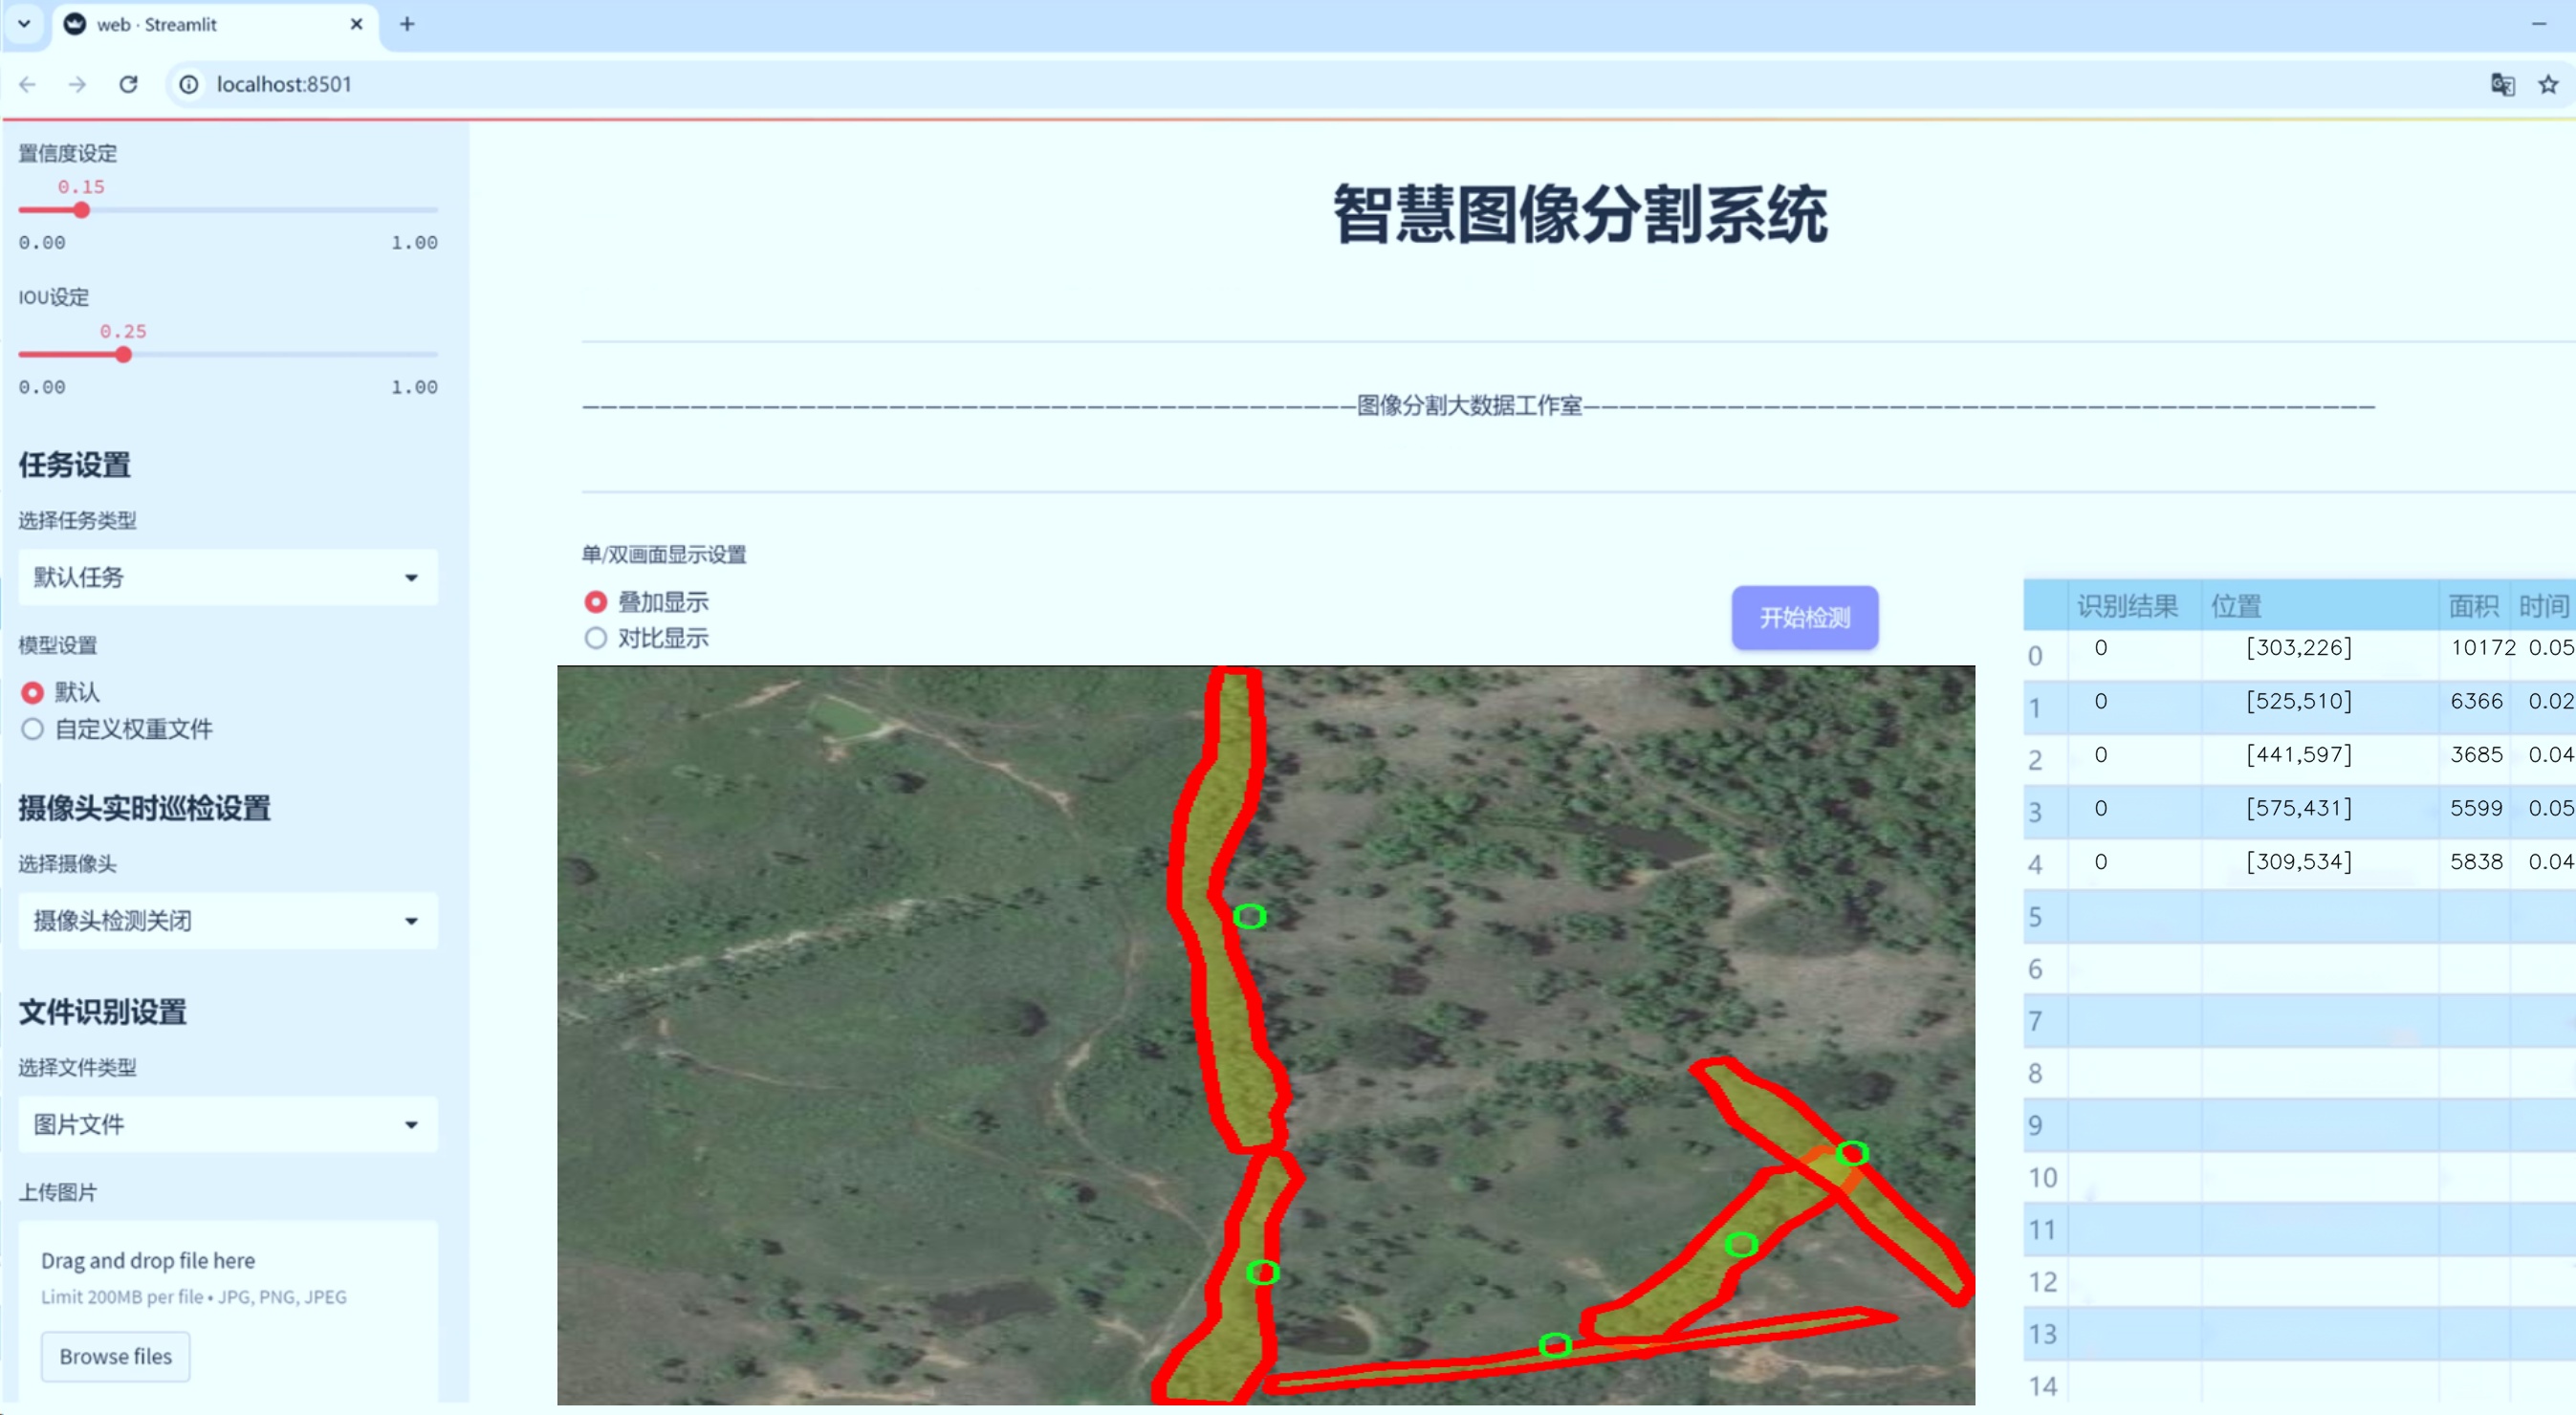 web · Streamlit
localhost:8501
置信度设定
0.15
0.00 1.00
IOU设定
0.25
0.00 1.00
任务设置
选择任务类型
默认任务
模型设置
默认
自定义权重文件
摄像头实时巡检设置
选择摄像头
摄像头检测关闭
文件识别设置
选择文件类型
图片文件
上传图片
Drag and drop file here
Limit 200MB per file • JPG, PNG, JPEG
Browse files
智慧图像分割系统
———————————————————————————————————————————图像分割大数据工作室————————————————————————————————————————————
单/双画面显示设置
叠加显示
对比显示
开始检测
识别结果 位置 面积 时间
0 0 [303,226] 10172 0.05
1 0 [525,510] 6366 0.02
2 0 [441,597] 3685 0.04
3 0 [575,431] 5599 0.05
4 0 [309,534] 5838 0.04
5
6
7
8
9
10
11
12
13
14